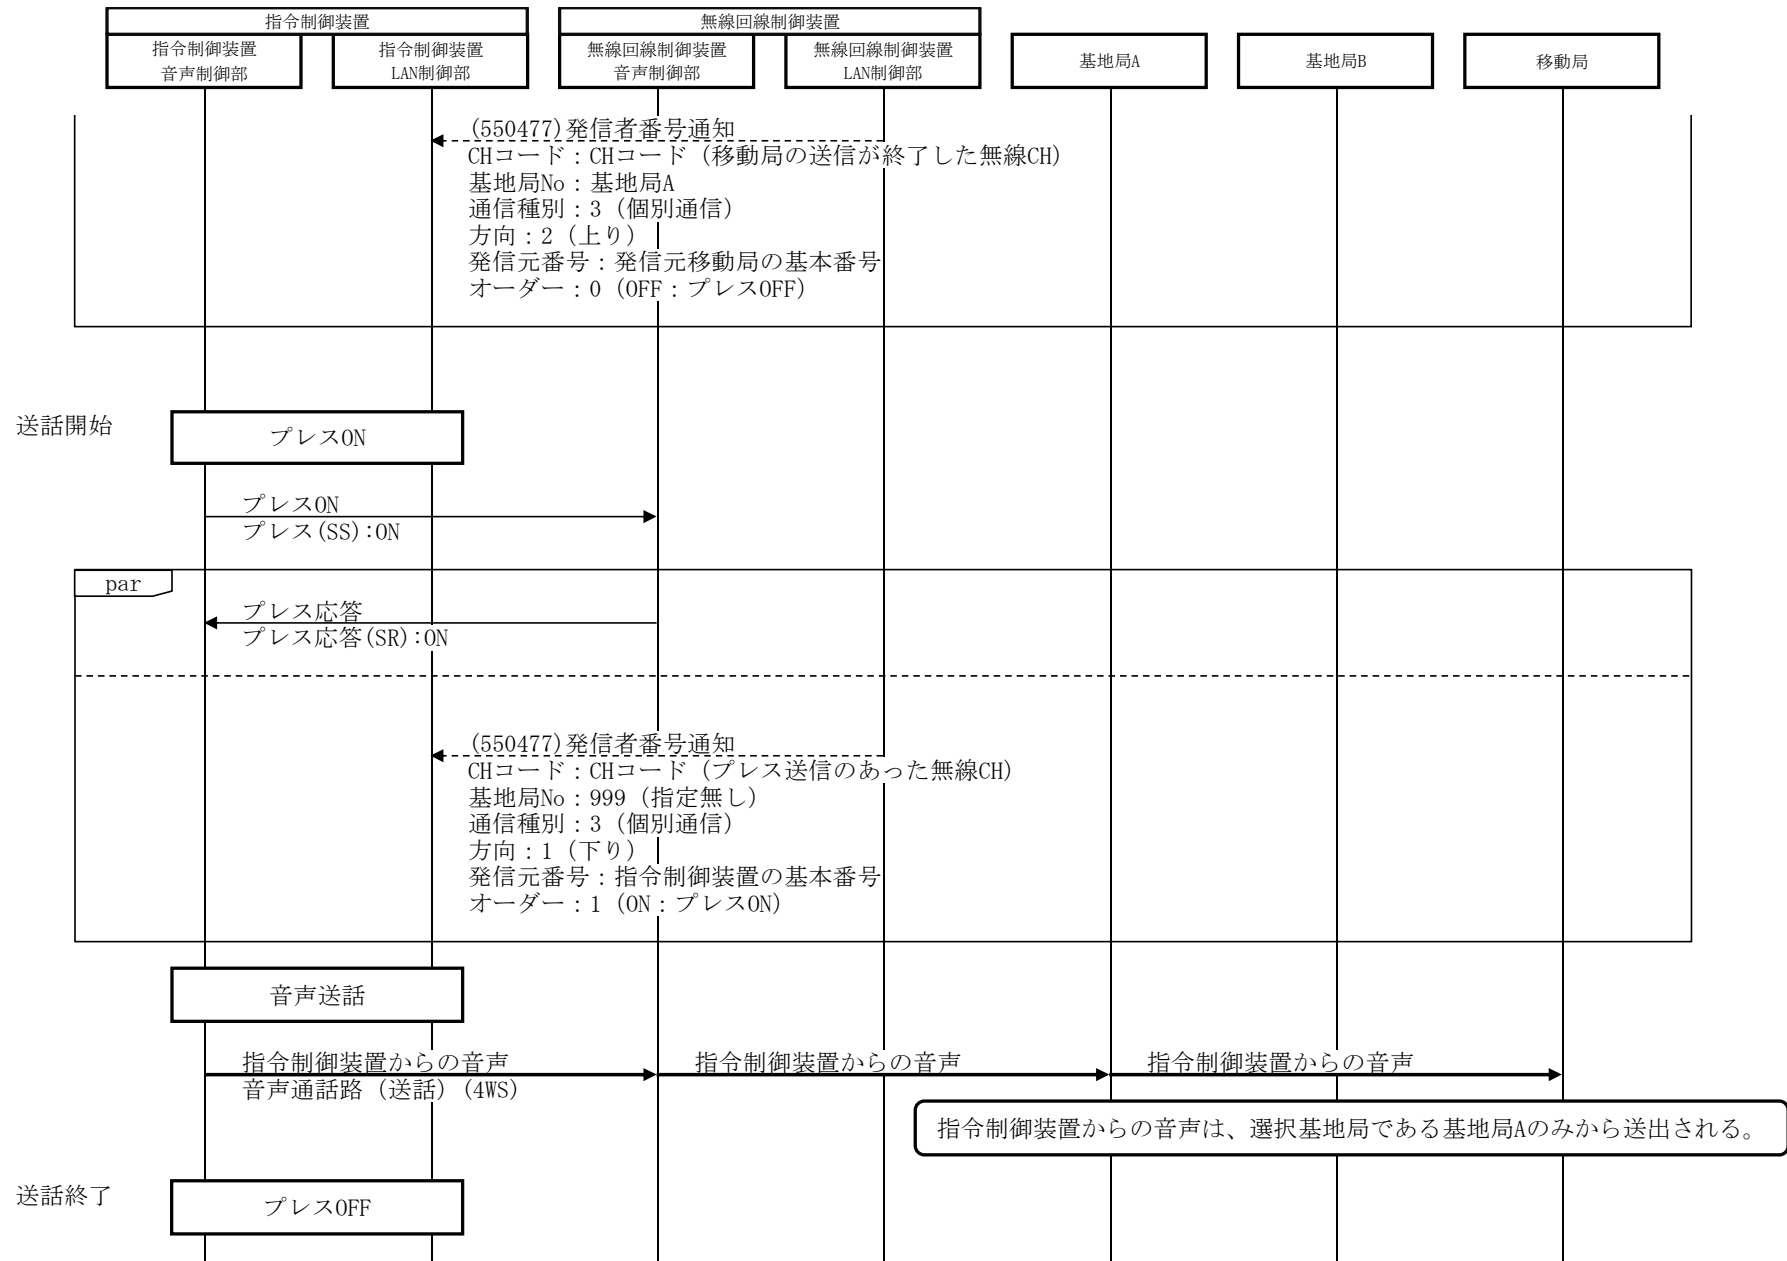 指令制御装置
無線回線制御装置
指令制御装置
音声制御部
指令制御装置
LAN制御部
無線回線制御装置
音声制御部
無線回線制御装置
LAN制御部
基地局A
基地局B
移動局
(550477)発信者番号通知
CHコード：CHコード（移動局の送信が終了した無線CH）
基地局No：基地局A
通信種別：3（個別通信）
方向：2（上り）
発信元番号：発信元移動局の基本番号
オーダー：0（OFF：プレスOFF）
送話開始
プレスON
プレスON
プレス(SS):ON
par
プレス応答
プレス応答(SR):ON
(550477)発信者番号通知
CHコード：CHコード（プレス送信のあった無線CH）
基地局No：999（指定無し）
通信種別：3（個別通信）
方向：1（下り）
発信元番号：指令制御装置の基本番号
オーダー：1（ON：プレスON）
音声送話
指令制御装置からの音声
音声通話路（送話）(4WS)
指令制御装置からの音声
指令制御装置からの音声
指令制御装置からの音声は、選択基地局である基地局Aのみから送出される。
送話終了
プレスOFF